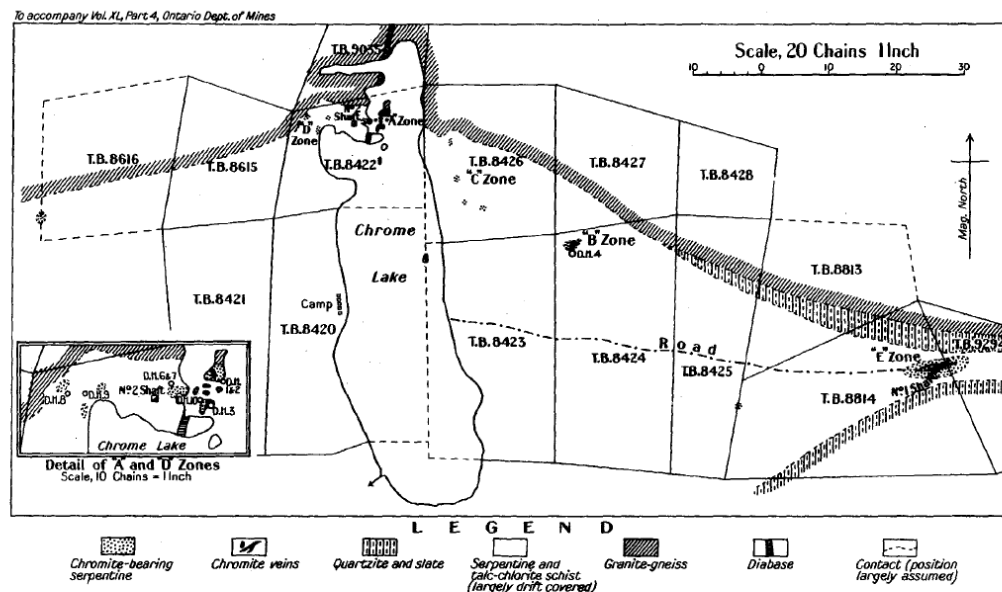 To accompany Vol. XL, Part 4, Ontario Dept. of Mines
Scale, 20 Chains 1 Inch
10 0 10 20 30
T.B. 9035
"D" Zone
"A" Zone
T.B. 8616
T.B. 8615
T.B. 8422
T.B. 8426
"C" Zone
T.B. 8427
T.B. 8428
Mag. North
Chrome
Lake
"B" Zone
D.H.4
T.B. 8813
T.B. 8421
Camp
T.B. 8420
T.B. 8423
T.B. 8424
Road
T.B. 8425
"E" Zone
T.B. 9292
T.B. 8814
D.H.6&7
D.H. 1&2
No 2 Shaft
D.H.8
D.H.9
D.H.3
Chrome Lake
Detail of "A" and "D" Zones
Scale, 10 Chains = 1 Inch
LEGEND
Chromite-bearing serpentine
Chromite veins
Quartzite and slate
Serpentine and talc-chlorite schist (largely drift covered)
Granite-gneiss
Diabase
Contact (position largely assumed)